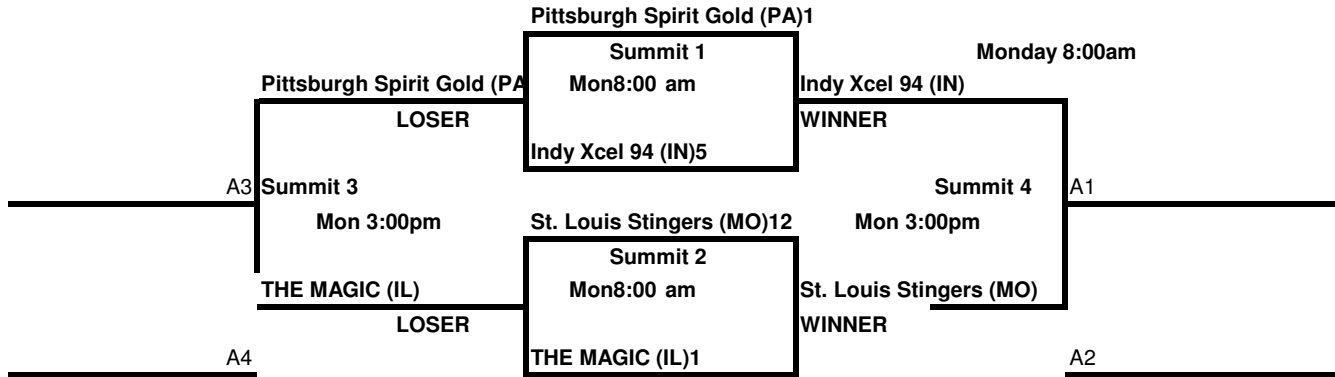 Pittsburgh Spirit Gold (PA)1
Summit 1
Monday 8:00am
Pittsburgh Spirit Gold (PA
Mon8:00 am
Indy Xcel 94 (IN)
LOSER
WINNER
Indy Xcel 94 (IN)5
A3
Summit 3
Summit 4
A1
Mon 3:00pm
St. Louis Stingers (MO)12
Mon 3:00pm
Summit 2
THE MAGIC (IL)
Mon8:00 am
St. Louis Stingers (MO)
LOSER
WINNER
A4
THE MAGIC (IL)1
A2